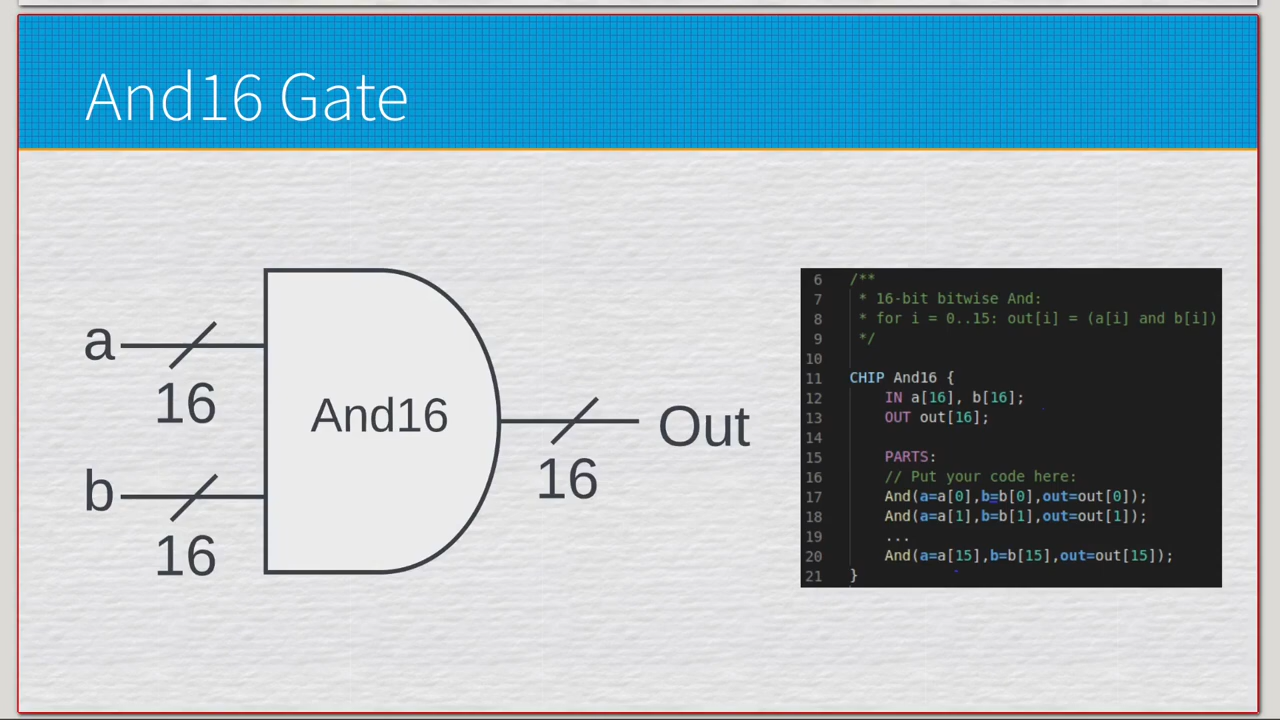 And16 Gate
a
16
b
16
And16
16
Out
6 /**
7 * 16-bit bitwise And:
8 * for i = 0..15: out[i] = (a[i] and b[i])
9 */
10
11 CHIP And16 {
12 IN a[16], b[16];
13 OUT out[16];
14
15 PARTS:
16 // Put your code here:
17 And(a=a[0],b=b[0],out=out[0]);
18 And(a=a[1],b=b[1],out=out[1]);
19 ...
20 And(a=a[15],b=b[15],out=out[15]);
21 }